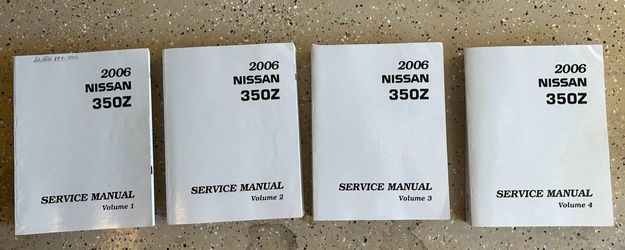 2006
NISSAN
350Z
SERVICE MANUAL
Volume 1
2006
NISSAN
350Z
SERVICE MANUAL
Volume 2
2006
NISSAN
350Z
SERVICE MANUAL
Volume 3
2006
NISSAN
350Z
SERVICE MANUAL
Volume 4